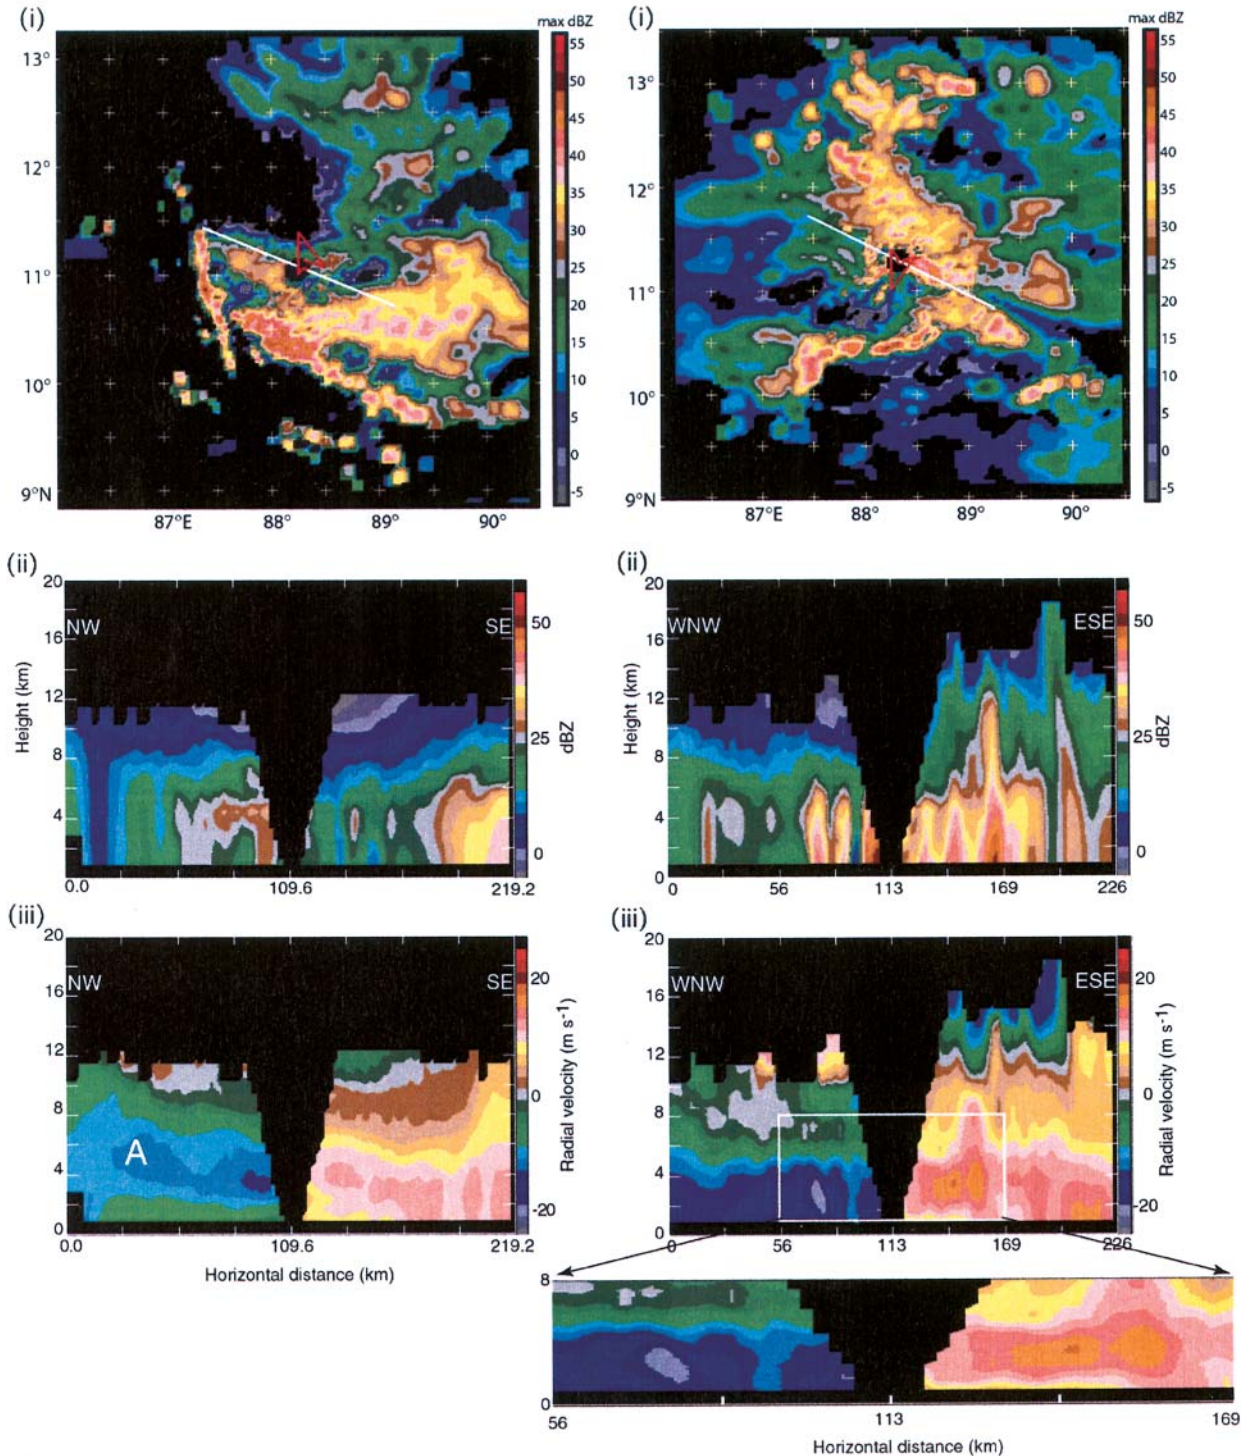 (i)
max dBZ
55
50
45
40
35
30
25
20
15
10
5
0
-5
13°
12°
11°
10°
9°N
87°E 88° 89° 90°
(i)
max dBZ
55
50
45
40
35
30
25
20
15
10
5
0
-5
13°
12°
11°
10°
9°N
87°E 88° 89° 90°
(ii)
20
16
12
8
4
0
Height (km)
NW SE
0.0 109.6 219.2
50
25
0
dBZ
(ii)
20
16
12
8
4
0
Height (km)
WNW ESE
0 56 113 169 226
50
25
0
dBZ
(iii)
20
16
12
8
4
0
NW SE
A
0.0 109.6 219.2
Horizontal distance (km)
20
0
-20
Radial velocity (m s-1)
(iii)
20
16
12
8
4
0
WNW ESE
0 56 113 169 226
20
0
-20
Radial velocity (m s-1)
8
0
56 113 169
Horizontal distance (km)